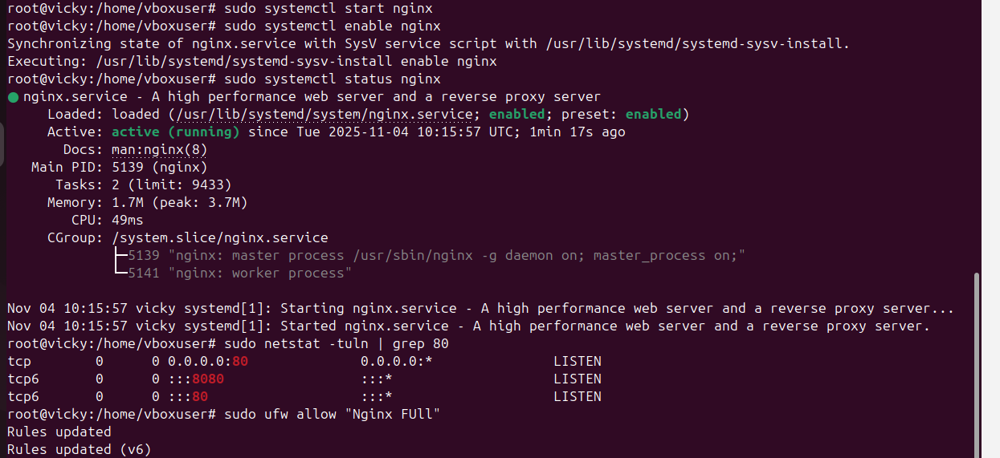 root@vicky:/home/vboxuser# sudo systemctl start nginx
root@vicky:/home/vboxuser# sudo systemctl enable nginx
Synchronizing state of nginx.service with SysV service script with /usr/lib/systemd/systemd-sysv-install.
Executing: /usr/lib/systemd/systemd-sysv-install enable nginx
root@vicky:/home/vboxuser# sudo systemctl status nginx
● nginx.service - A high performance web server and a reverse proxy server
     Loaded: loaded (/usr/lib/systemd/system/nginx.service; enabled; preset: enabled)
     Active: active (running) since Tue 2025-11-04 10:15:57 UTC; 1min 17s ago
       Docs: man:nginx(8)
   Main PID: 5139 (nginx)
      Tasks: 2 (limit: 9433)
     Memory: 1.7M (peak: 3.7M)
        CPU: 49ms
     CGroup: /system.slice/nginx.service
             ├─5139 "nginx: master process /usr/sbin/nginx -g daemon on; master_process on;"
             └─5141 "nginx: worker process"
Nov 04 10:15:57 vicky systemd[1]: Starting nginx.service - A high performance web server and a reverse proxy server...
Nov 04 10:15:57 vicky systemd[1]: Started nginx.service - A high performance web server and a reverse proxy server.
root@vicky:/home/vboxuser# sudo netstat -tuln | grep 80
tcp        0      0 0.0.0.0:80              0.0.0.0:*               LISTEN
tcp6       0      0 :::8080                 :::*                    LISTEN
tcp6       0      0 :::80                   :::*                    LISTEN
root@vicky:/home/vboxuser# sudo ufw allow "Nginx FUll"
Rules updated
Rules updated (v6)